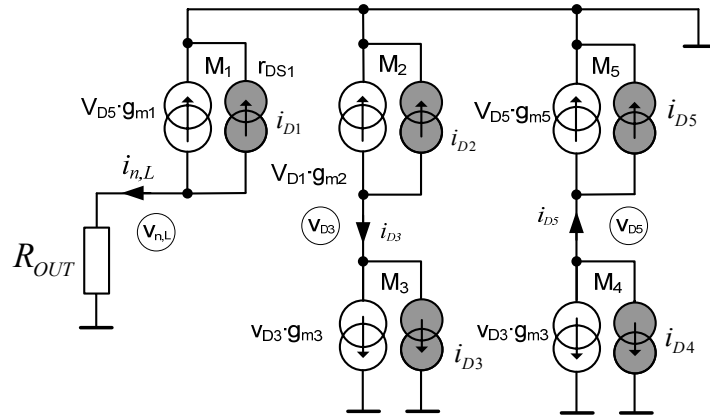 M1 rDS1 M2 M5
VD5·gm1 iD1 iD2 VD5·gm5 iD5
in,L VD1·gm2
vn,L vD3 iD3 iD5 vD5
ROUT M3 M4
vD3·gm3 iD3 vD3·gm3 iD4